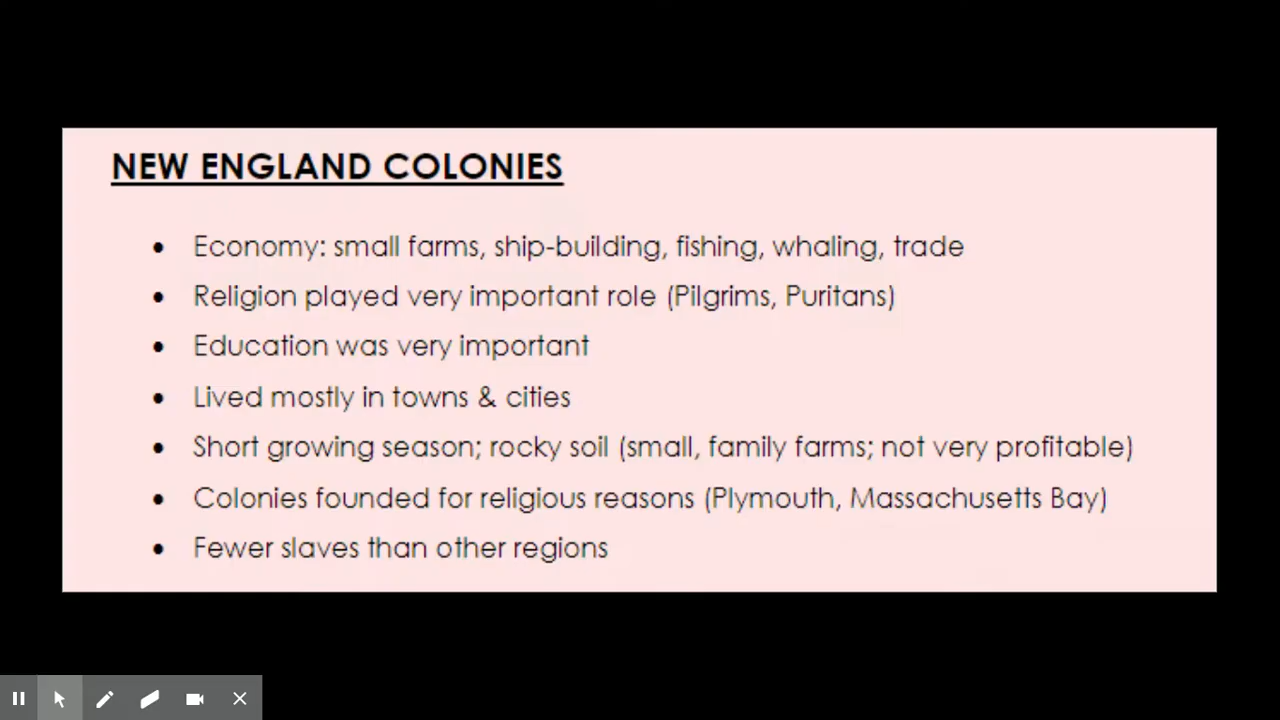 NEW ENGLAND COLONIES
• Economy: small farms, ship-building, fishing, whaling, trade
• Religion played very important role (Pilgrims, Puritans)
• Education was very important
• Lived mostly in towns & cities
• Short growing season; rocky soil (small, family farms; not very profitable)
• Colonies founded for religious reasons (Plymouth, Massachusetts Bay)
• Fewer slaves than other regions